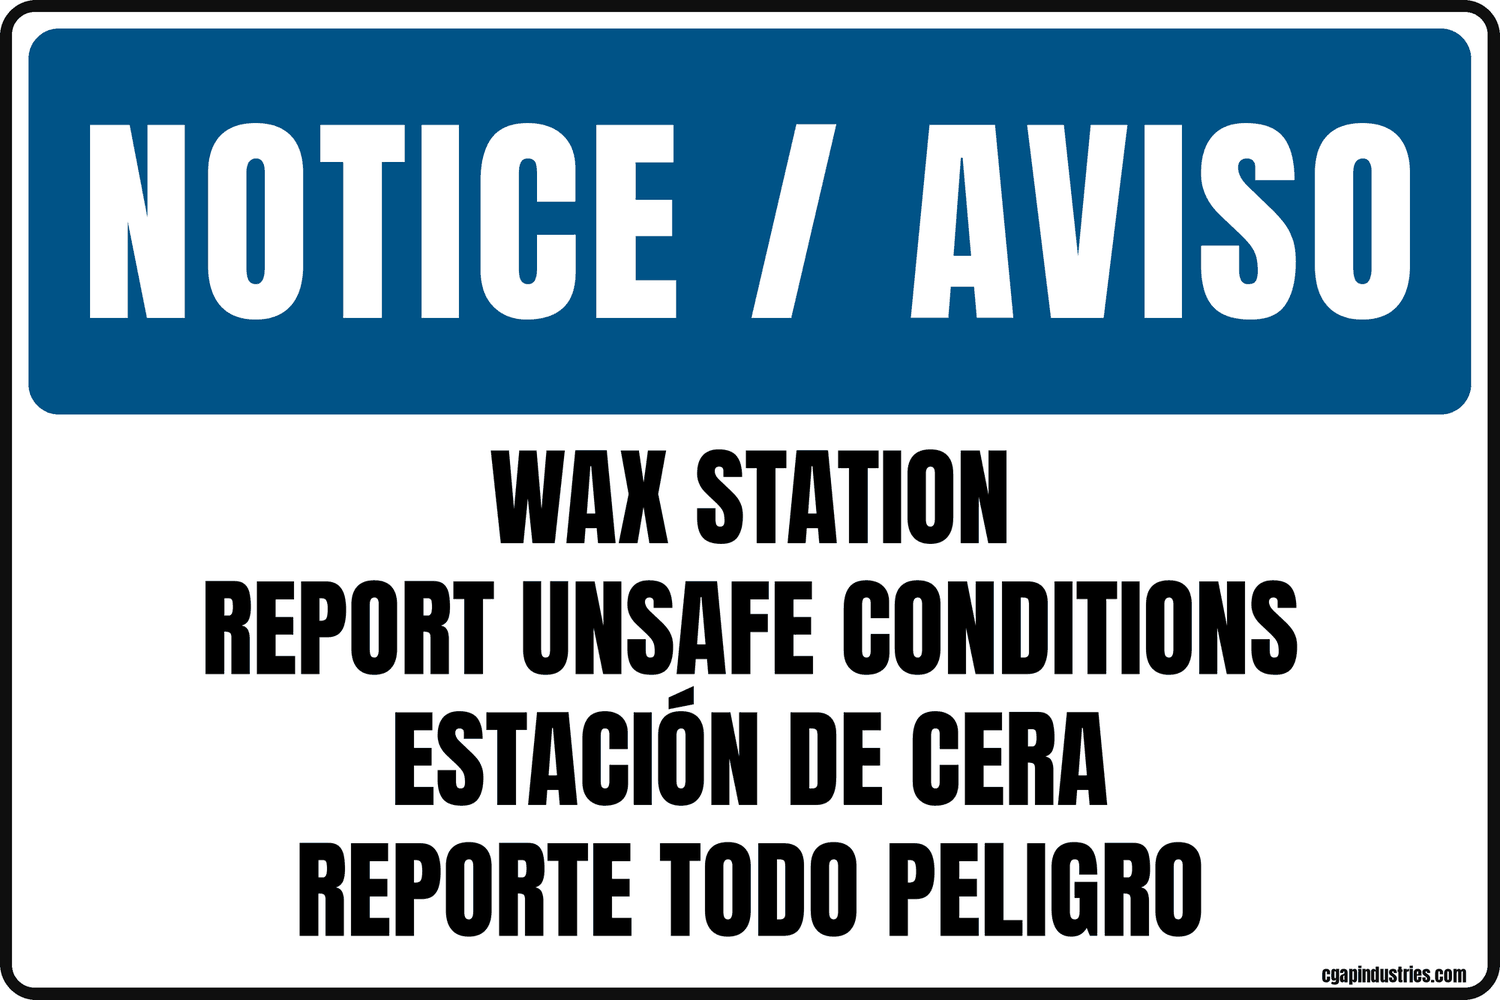 NOTICE / AVISO
WAX STATION
REPORT UNSAFE CONDITIONS
ESTACIÓN DE CERA
REPORTE TODO PELIGRO
cgapindustries.com